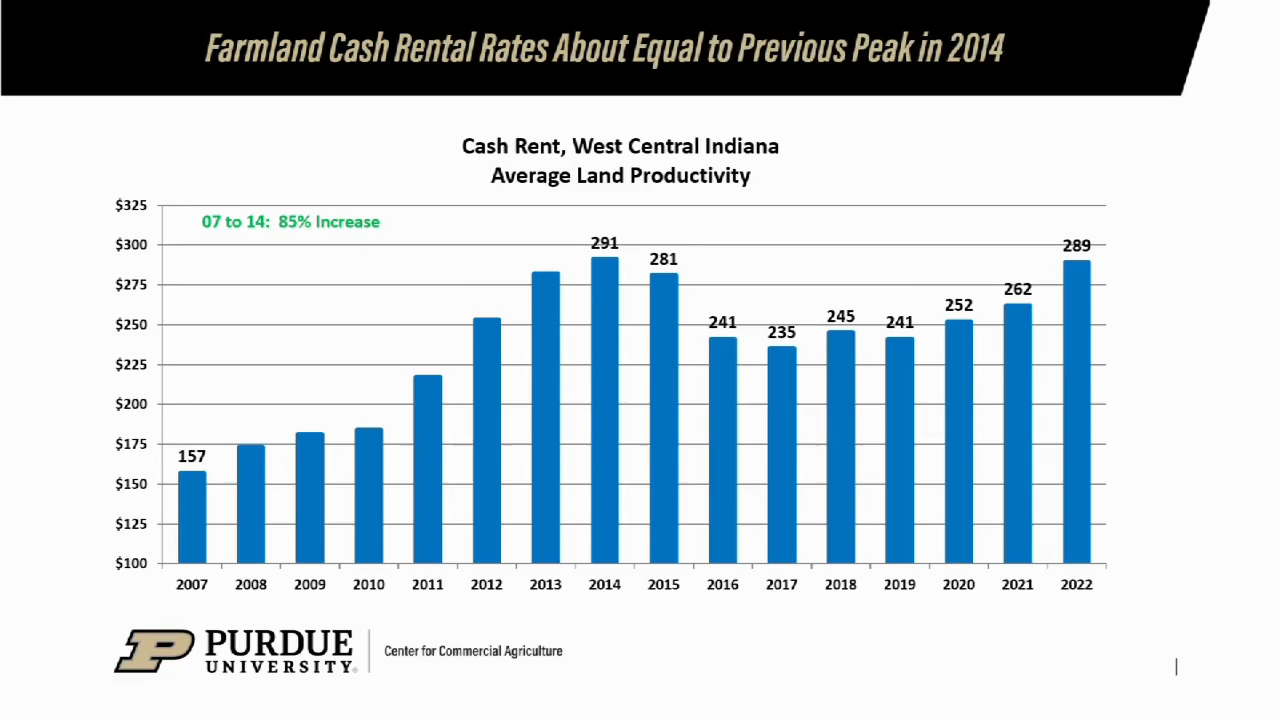 Farmland Cash Rental Rates About Equal to Previous Peak in 2014
Cash Rent, West Central Indiana
Average Land Productivity
$325
07 to 14: 85% Increase
$300
291
289
281
$275
262
252
$250
241
235
245
241
$225
$200
$175
157
$150
$125
$100
2007 2008 2009 2010 2011 2012 2013 2014 2015 2016 2017 2018 2019 2020 2021 2022
P
PURDUE
UNIVERSITY®
Center for Commercial Agriculture